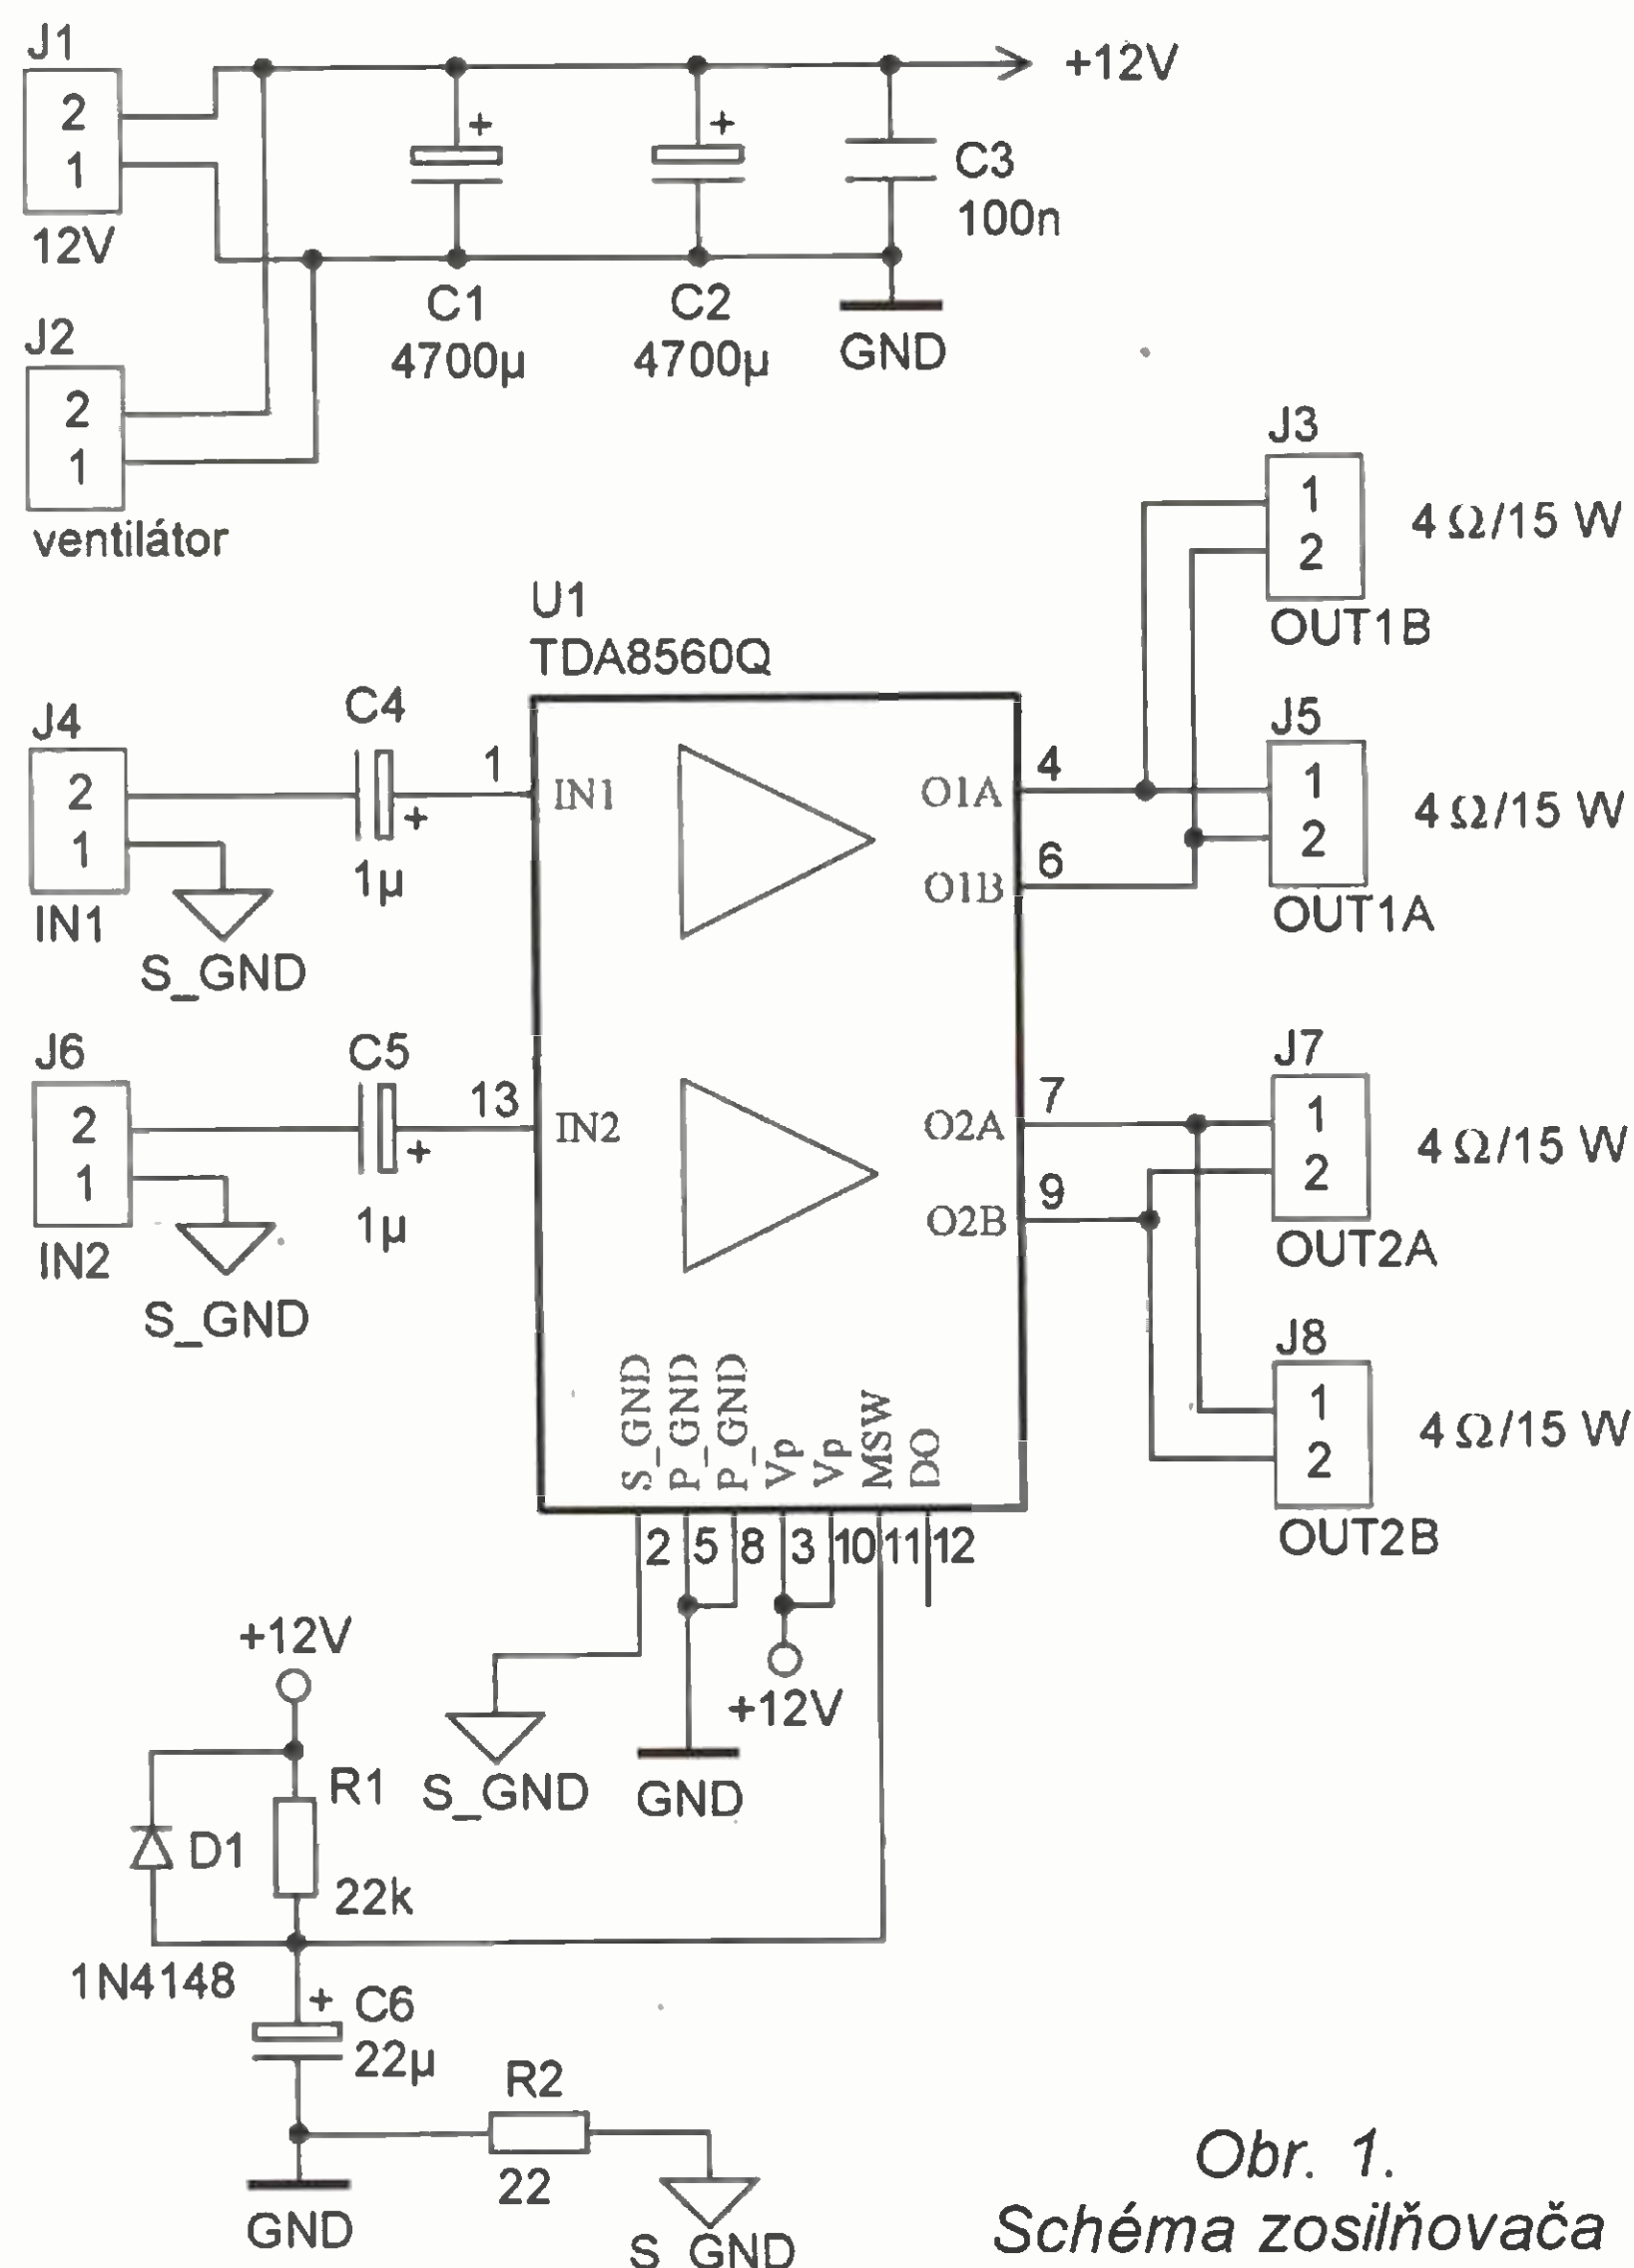 J1
2
1
12V
+12V
+
+
C3
100n
C1
4700µ
C2
4700µ
GND
J2
2
1
ventilátor
J3
1
2
4 Ω/15 W
OUT1B
U1
TDA8560Q
J4
2
1
IN1
S_GND
C4
+
1µ
1
IN1
O1A
4
O1B
6
J5
1
2
4 Ω/15 W
OUT1A
J6
2
1
IN2
S_GND
C5
+
1µ
13
IN2
O2A
7
O2B
9
J7
1
2
4 Ω/15 W
OUT2A
J8
1
2
4 Ω/15 W
OUT2B
S_GND
P_GND
P_GND
Vp
Vp
MSW
DO
2 5 8 3 10 11 12
+12V
S_GND
GND
+12V
R1
22k
D1
1N4148
+ C6
22µ
R2
22
GND
S_GND
Obr. 1.
Schéma zosilňovača